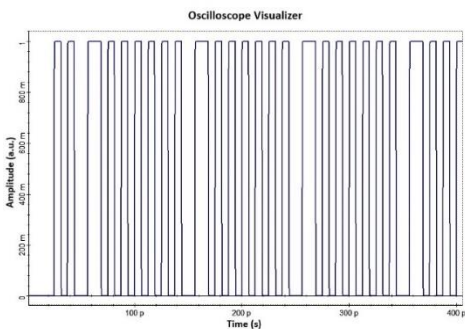 Oscilloscope Visualizer
Amplitude (a.u.)
1
800 m
600 m
400 m
200 m
0
100 p
200 p
300 p
400 p
Time (s)